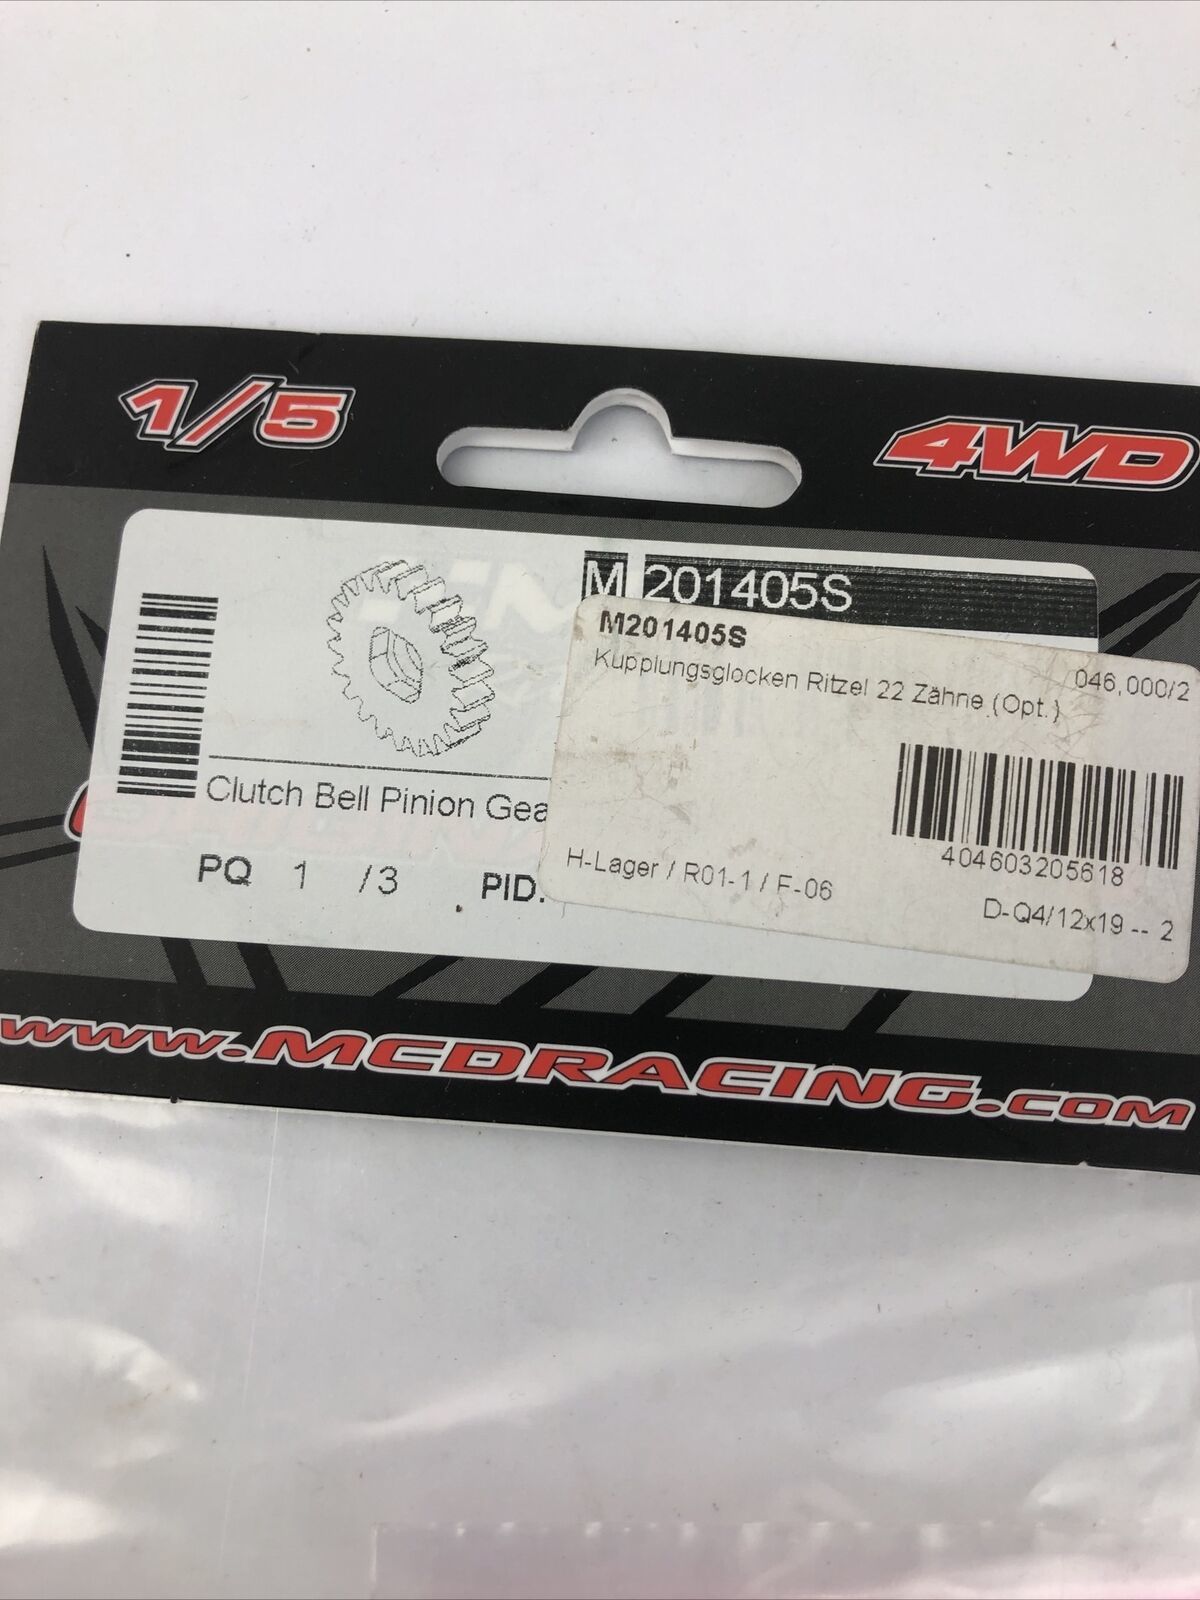 1/5
4WD
M 201405S
Clutch Bell Pinion Gea
PQ 1 /3 PID.
M201405S
Kupplungsglocken Ritzel 22 Zähne (Opt.)
046,000/2
404603205618
H-Lager / R01-1 / F-06
D-Q4/12x19 -- 2
www.MCDRACING.com